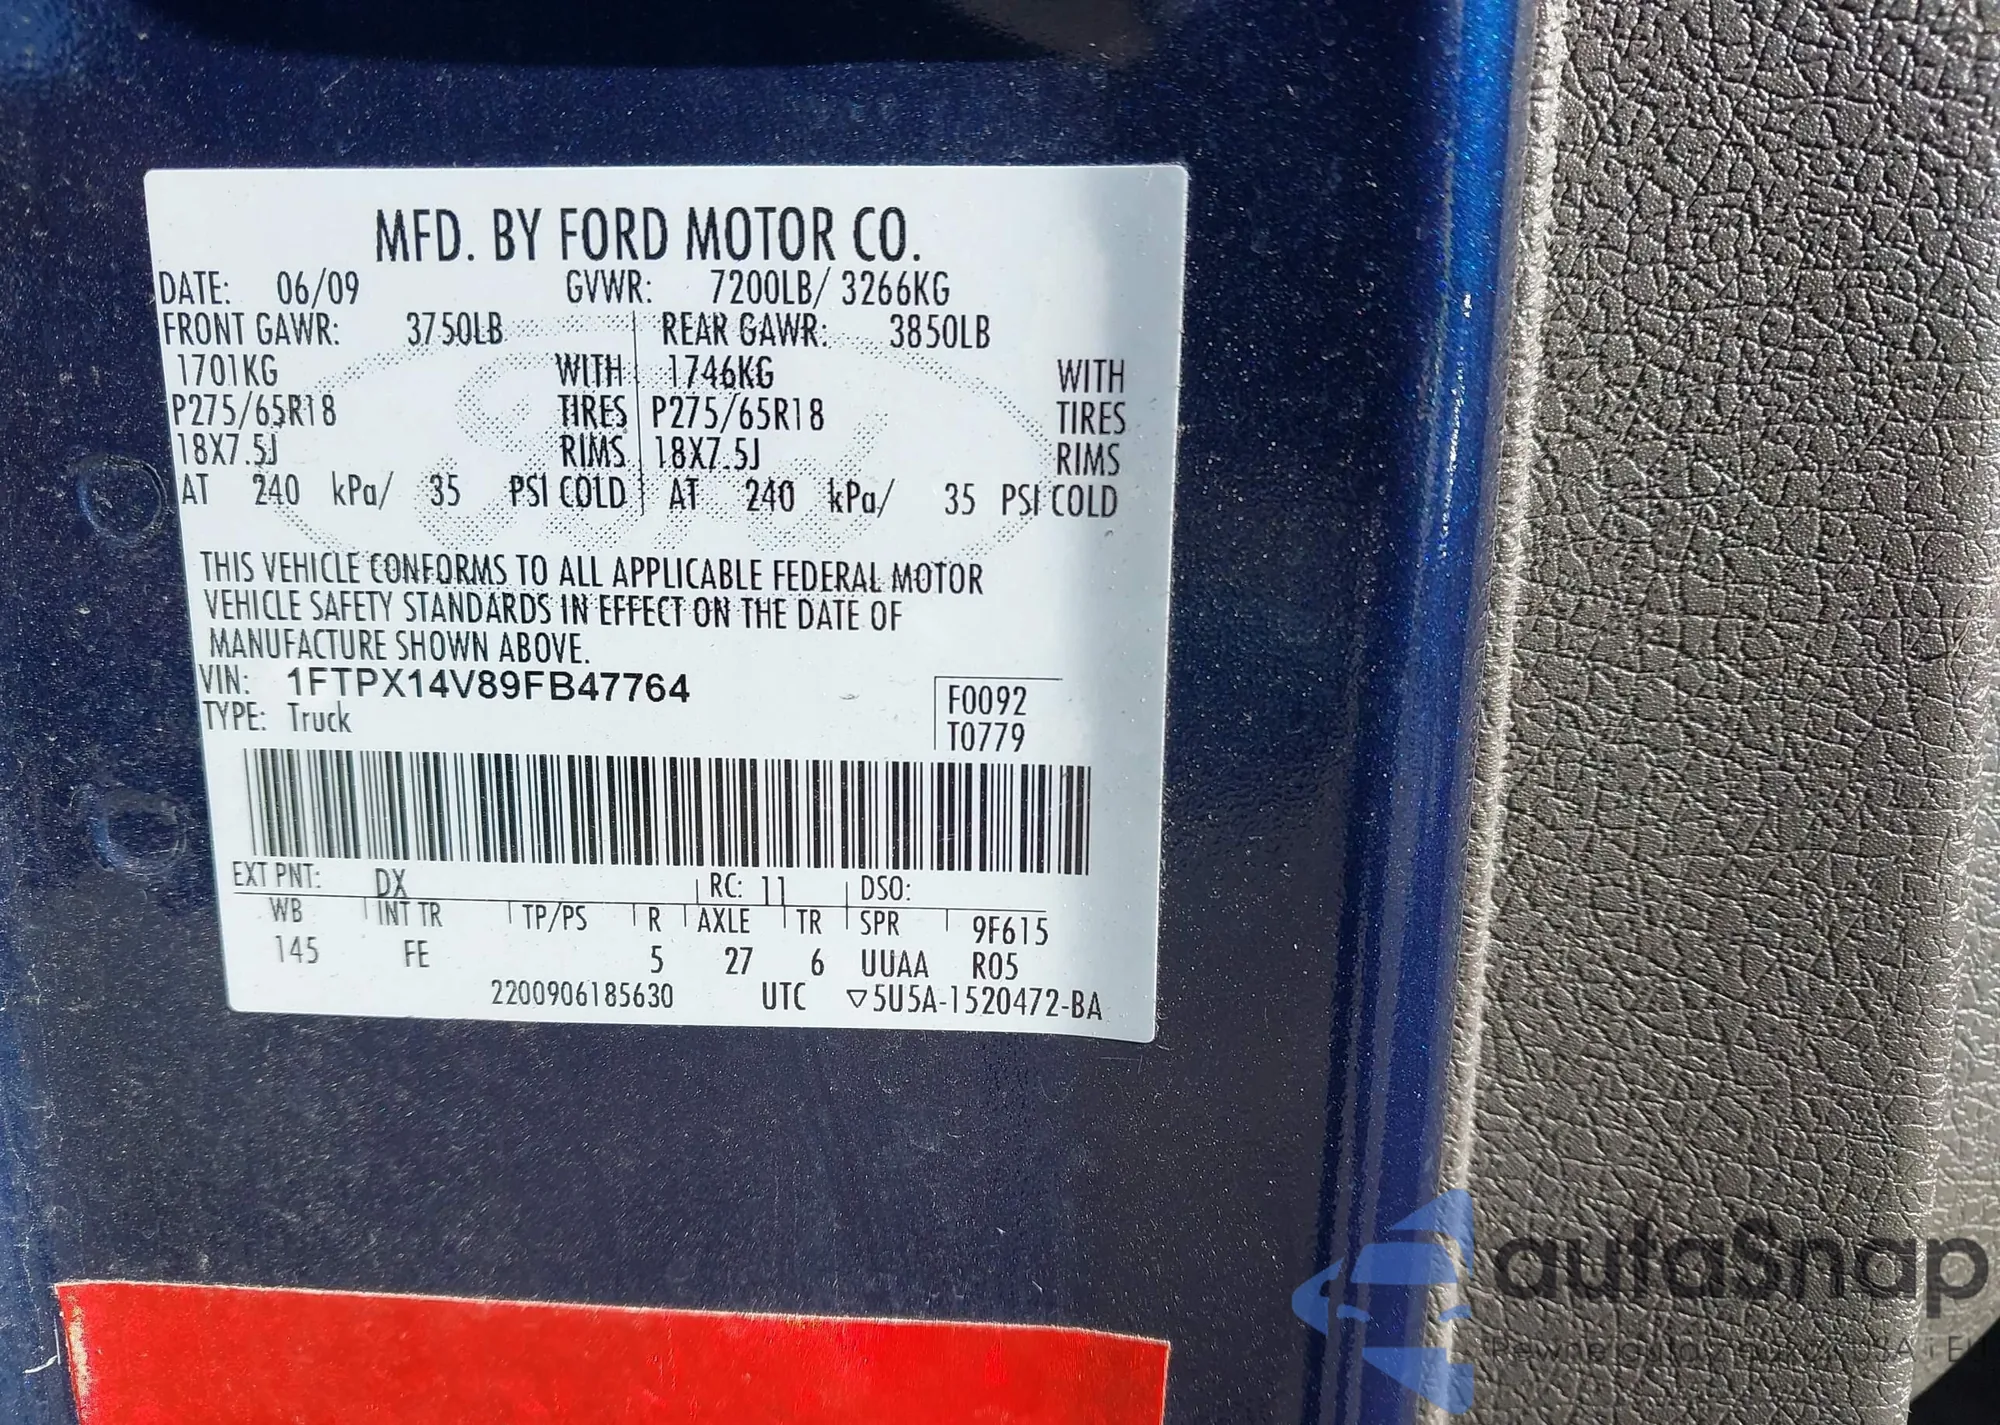 MFD. BY FORD MOTOR CO.
DATE: 06/09 GVWR: 7200LB/ 3266KG
FRONT GAWR: 3750LB REAR GAWR: 3850LB
1701KG WITH 1746KG WITH
P275/65R18 TIRES P275/65R18 TIRES
18X7.5J RIMS 18X7.5J RIMS
AT 240 kPa/ 35 PSI COLD AT 240 kPa/ 35 PSI COLD
THIS VEHICLE CONFORMS TO ALL APPLICABLE FEDERAL MOTOR
VEHICLE SAFETY STANDARDS IN EFFECT ON THE DATE OF
MANUFACTURE SHOWN ABOVE.
VIN: 1FTPX14V89FB47764
F0092
TYPE: Truck
T0779
EXT PNT: DX RC: 11 DSO:
WB INT TR TP/PS R AXLE TR SPR 9F615
145 FE 5 27 6 UUAA R05
2200906185630 UTC ▽5U5A-1520472-BA
autaSnap
Pewne auta z USA i EU